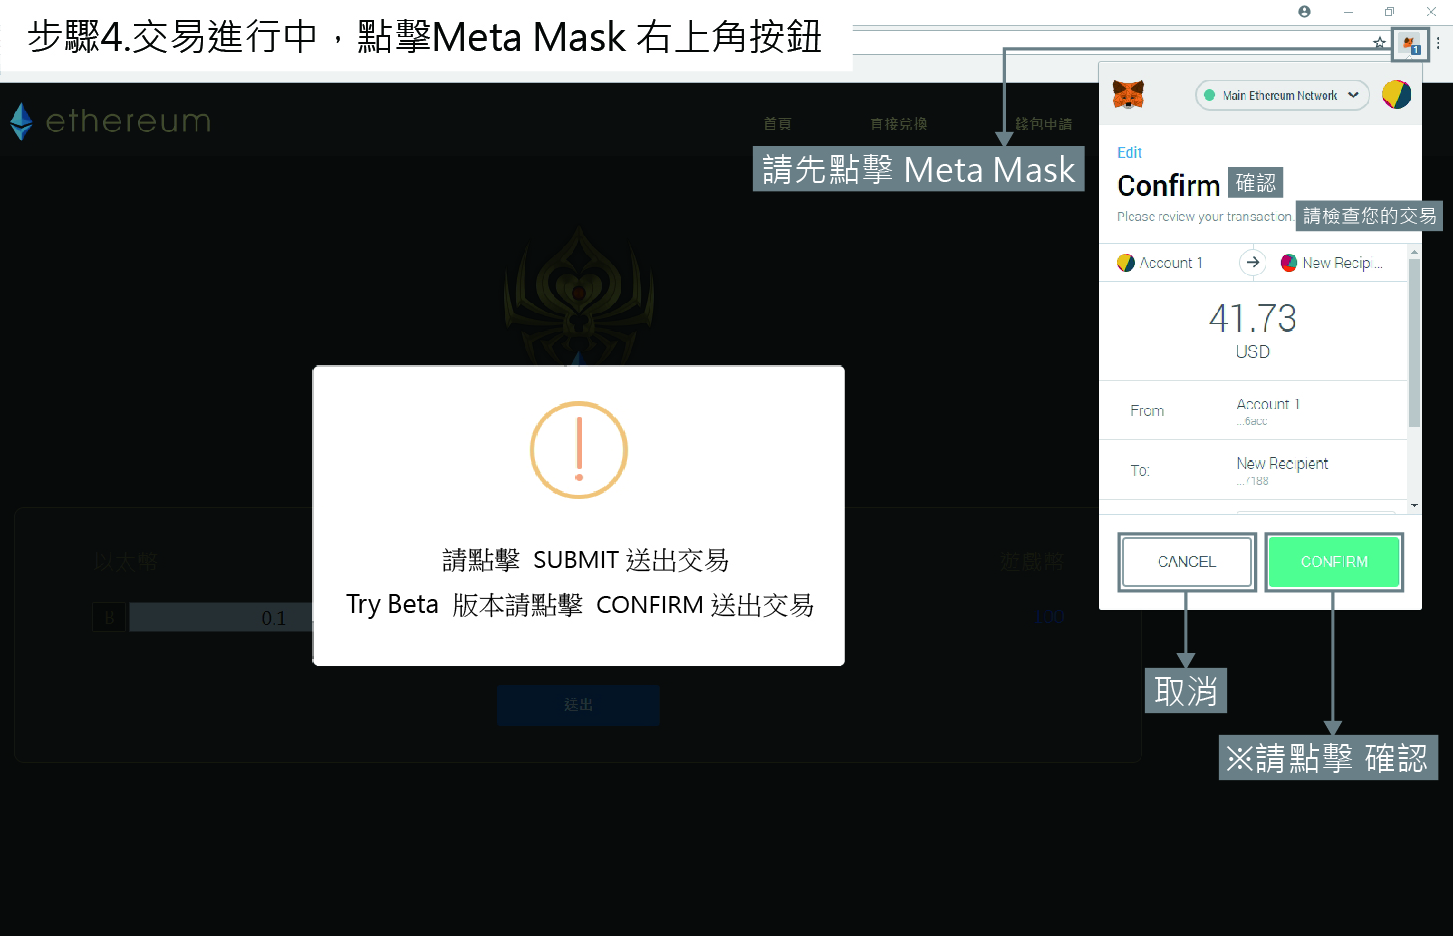 步驟4.交易進行中，點擊Meta Mask 右上角按鈕
1
ethereum
首頁
直接兌換
錢包申請
請先點擊 Meta Mask
Main Ethereum Network
Edit
Confirm 確認
Please review your transaction. 請檢查您的交易
Account 1
New Recipi...
41.73
USD
From
Account 1
...6acc
To:
New Recipient
...7188
CANCEL
CONFIRM
取消
※請點擊 確認
請點擊 SUBMIT 送出交易
Try Beta 版本請點擊 CONFIRM 送出交易
以太幣
遊戲幣
B
0.1
100
送出